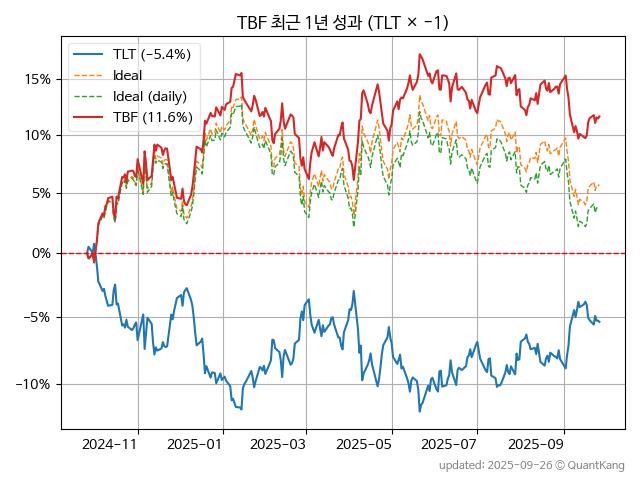 TBF 최근 1년 성과 (TLT × −1)
TLT (−5.4%)
Ideal
Ideal (daily)
TBF (11.6%)
15%
10%
5%
0%
−5%
−10%
2024-11 2025-01 2025-03 2025-05 2025-07 2025-09
updated: 2025-09-26 © QuantKang